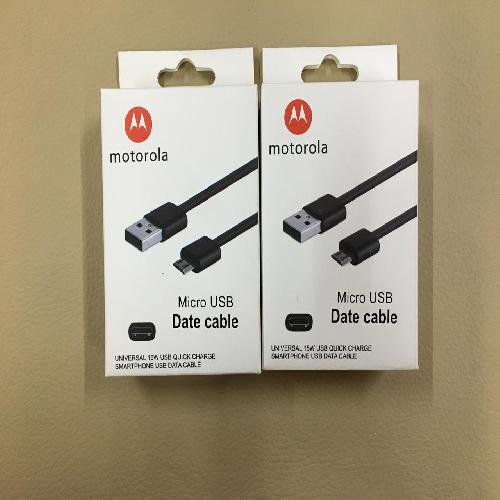 motorola
Micro USB
Date cable
UNIVERSAL 15W USB QUICK CHARGE
SMARTPHONE USB DATA CABLE
motorola
Micro USB
Date cable
UNIVERSAL 15W USB QUICK CHARGE
SMARTPHONE USB DATA CABLE